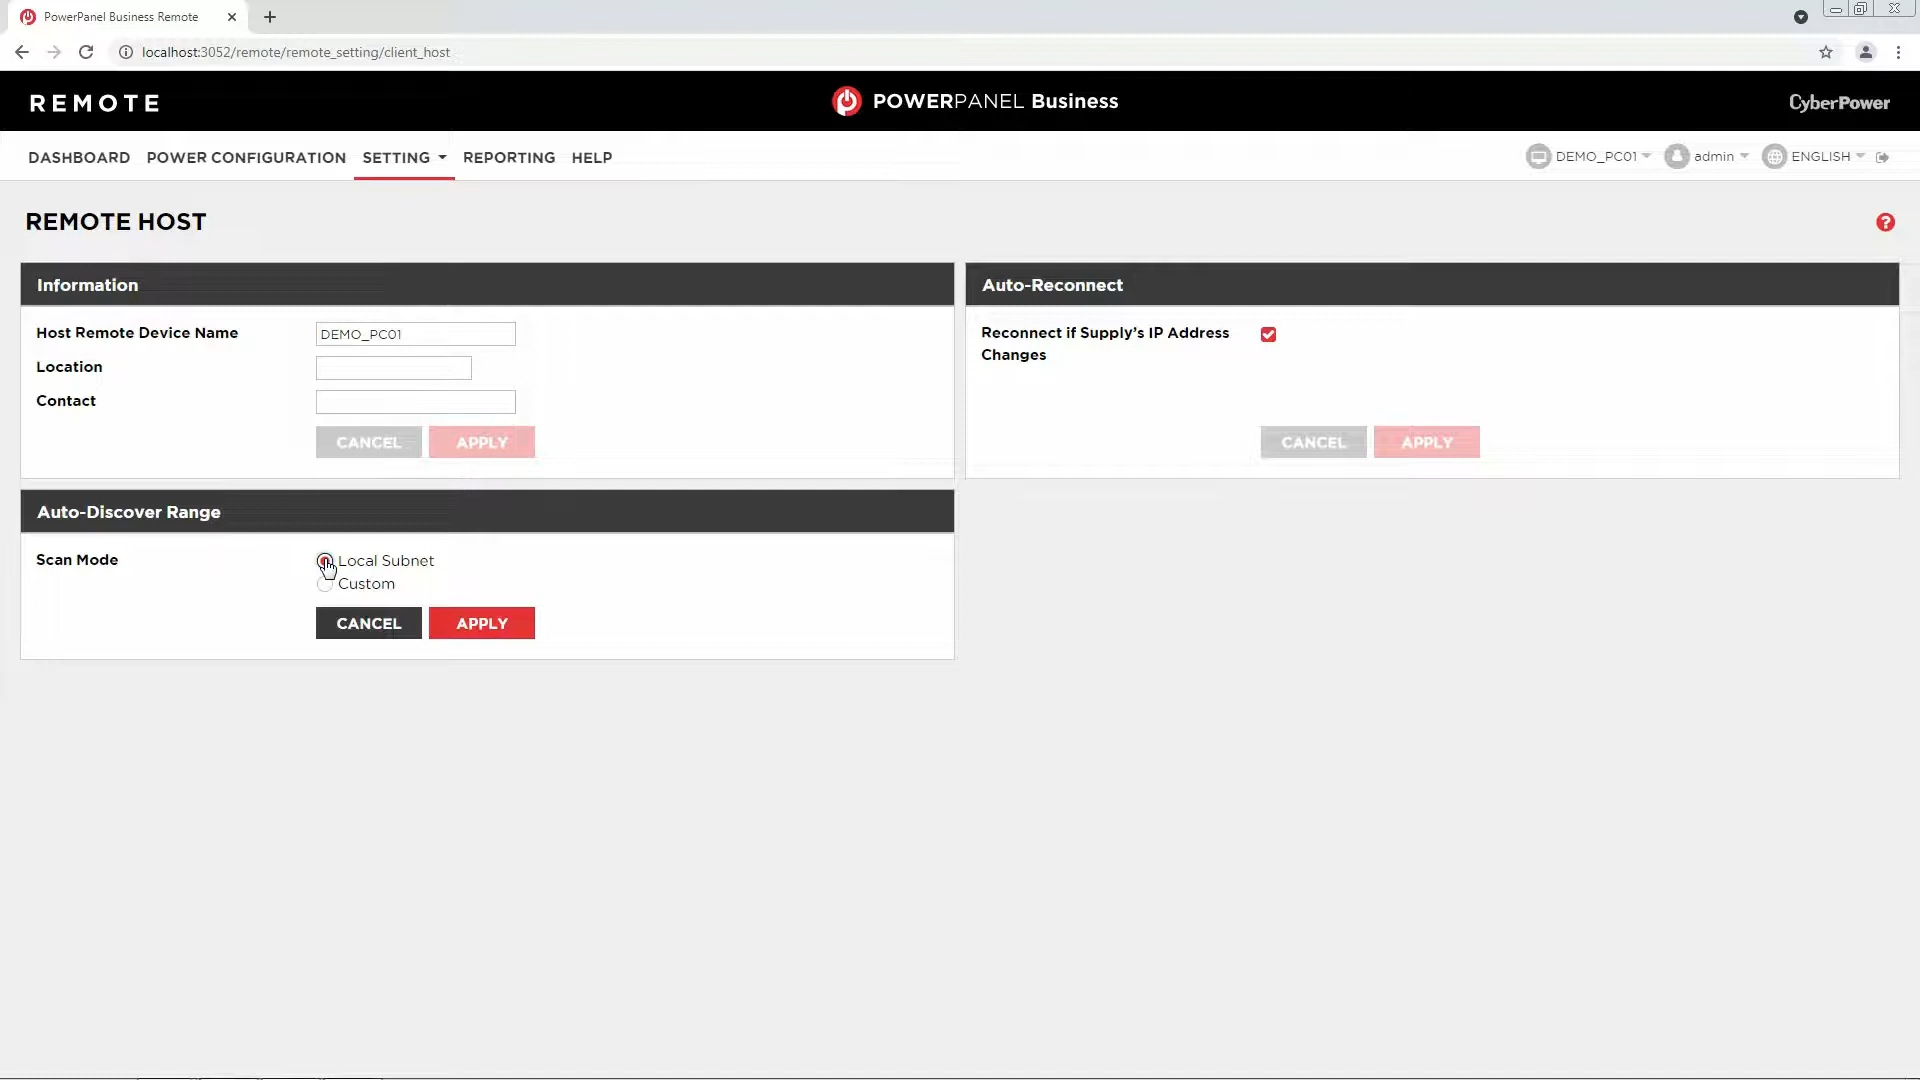 PowerPanel Business Remote
localhost:3052/remote/remote_setting/client_host
REMOTE
POWERPANEL Business
CyberPower
DASHBOARD POWER CONFIGURATION SETTING REPORTING HELP
DEMO_PC01 admin ENGLISH
REMOTE HOST
Information
Host Remote Device Name DEMO_PC01
Location
Contact
CANCEL APPLY
Auto-Reconnect
Reconnect if Supply's IP Address
Changes
CANCEL APPLY
Auto-Discover Range
Scan Mode Local Subnet
Custom
CANCEL APPLY